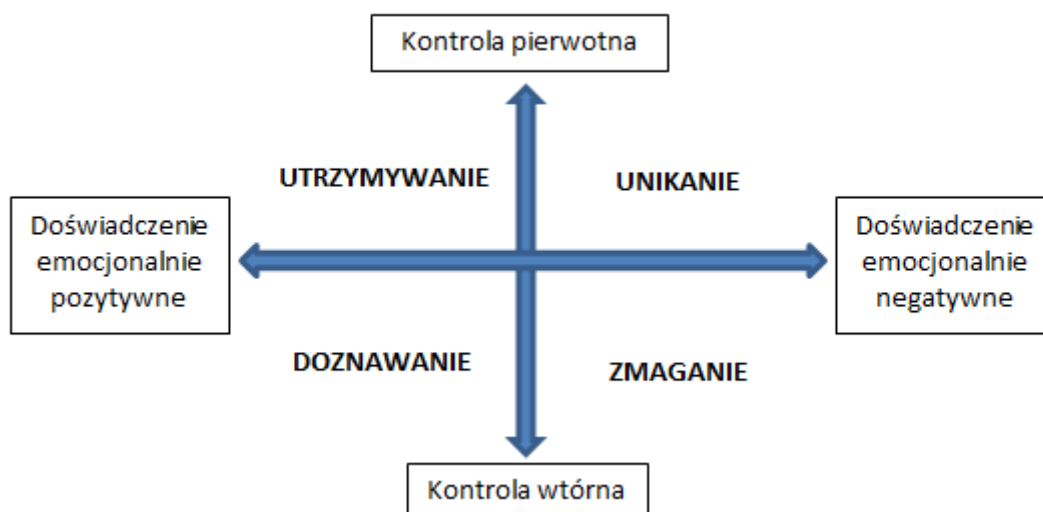 Kontrola pierwotna
UTRZYMYWANIE
UNIKANIE
Doświadczenie
emocjonalnie
pozytywne
Doświadczenie
emocjonalnie
negatywne
DOZNAWANIE
ZMAGANIE
Kontrola wtórna